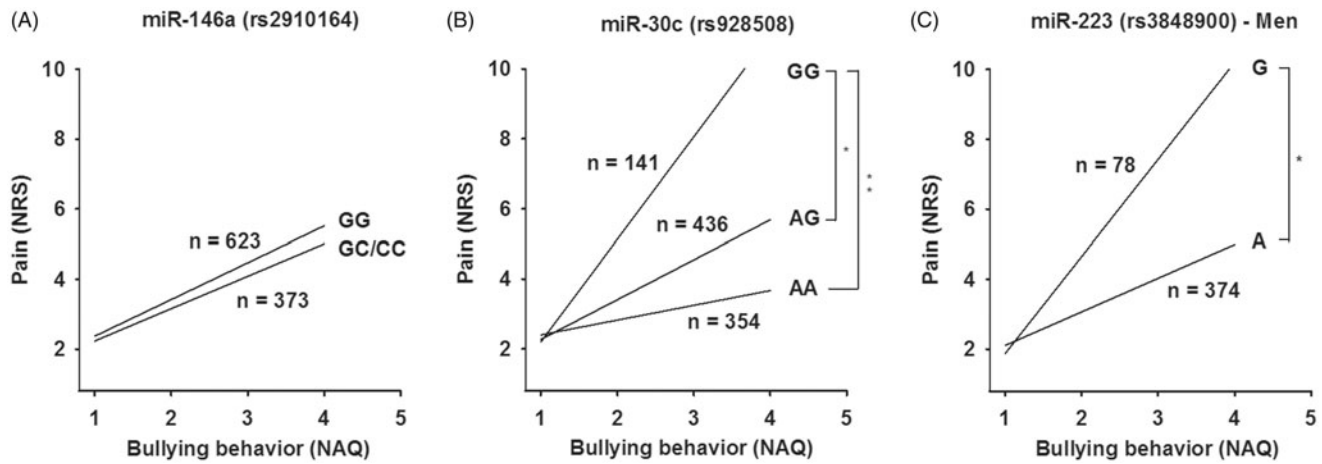 (A) miR-146a (rs2910164)
10
8
6
4
2
Pain (NRS)
n = 623
GG
GC/CC
n = 373
1 2 3 4 5
Bullying behavior (NAQ)
(B) miR-30c (rs928508)
10
8
6
4
2
Pain (NRS)
GG
n = 141
*
*
*
n = 436
AG
AA
n = 354
1 2 3 4 5
Bullying behavior (NAQ)
(C) miR-223 (rs3848900) - Men
10
8
6
4
2
Pain (NRS)
G
n = 78
*
A
n = 374
1 2 3 4 5
Bullying behavior (NAQ)